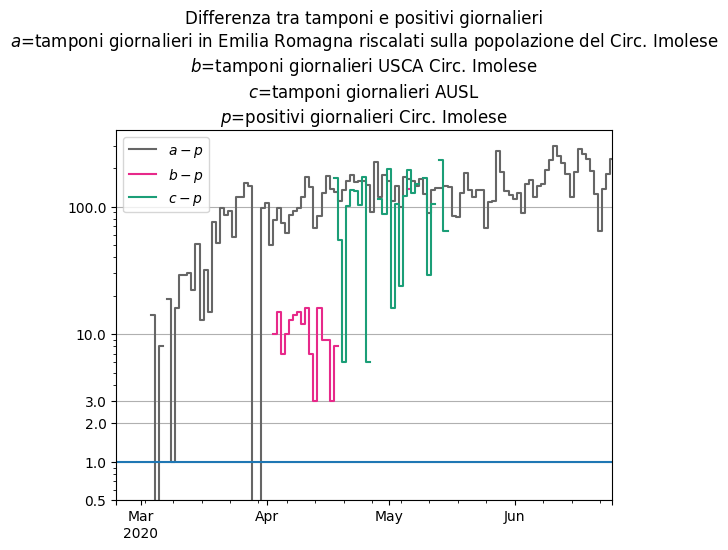 Differenza tra tamponi e positivi giornalieri
a=tamponi giornalieri in Emilia Romagna riscalati sulla popolazione del Circ. Imolese
b=tamponi giornalieri USCA Circ. Imolese
c=tamponi giornalieri AUSL
p=positivi giornalieri Circ. Imolese
a − p
b − p
c − p
100.0
10.0
3.0
2.0
1.0
0.5
Mar
2020
Apr
May
Jun